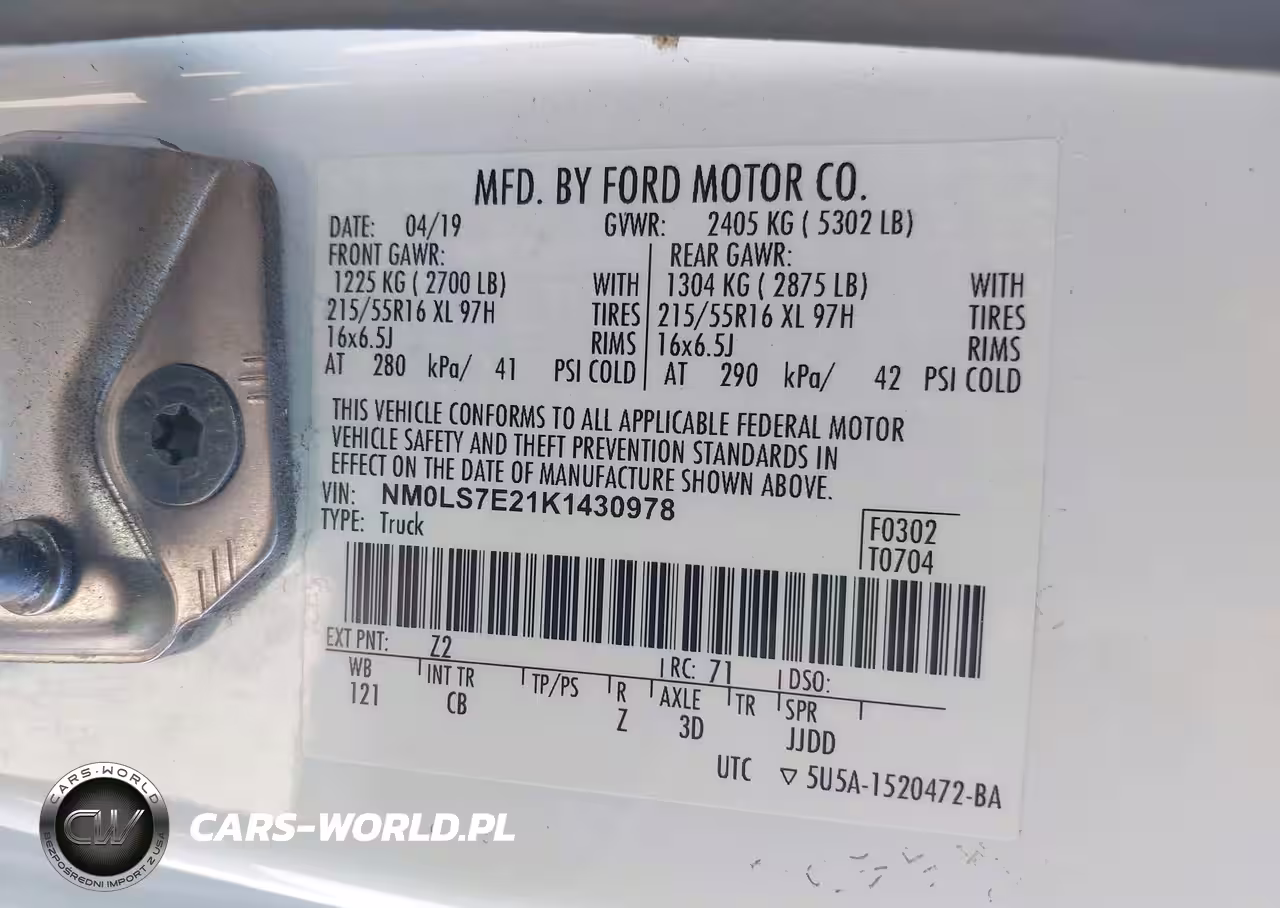 MFD. BY FORD MOTOR CO.
DATE: 04/19 GVWR: 2405 KG ( 5302 LB)
FRONT GAWR: REAR GAWR:
1225 KG ( 2700 LB) WITH 1304 KG ( 2875 LB) WITH
215/55R16 XL 97H TIRES 215/55R16 XL 97H TIRES
16x6.5J RIMS 16x6.5J RIMS
AT 280 kPa/ 41 PSI COLD AT 290 kPa/ 42 PSI COLD
THIS VEHICLE CONFORMS TO ALL APPLICABLE FEDERAL MOTOR
VEHICLE SAFETY AND THEFT PREVENTION STANDARDS IN
EFFECT ON THE DATE OF MANUFACTURE SHOWN ABOVE.
VIN: NM0LS7E21K1430978
TYPE: Truck
F0302
T0704
EXT PNT: Z2 RC: 71 DSO:
WB INT TR TP/PS R AXLE TR SPR
121 CB Z 3D JJDD
UTC ▽ 5U5A-1520472-BA
CARS-WORLD
CW
BEZPOŚREDNI IMPORT Z USA
CARS-WORLD.PL